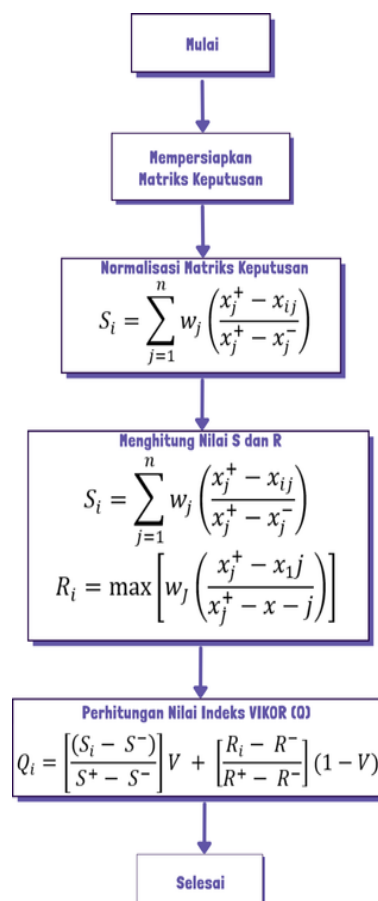 Mulai
Mempersiapkan
Matriks Keputusan
Normalisasi Matriks Keputusan
$S_i = \sum_{j=1}^{n} w_j \left( \frac{x_j^+ - x_{ij}}{x_j^+ - x_j^-} \right)$
Menghitung Nilai S dan R
$S_i = \sum_{j=1}^{n} w_j \left( \frac{x_j^+ - x_{ij}}{x_j^+ - x_j^-} \right)$
$R_i = \max \left[ w_J \left( \frac{x_j^+ - x_1 j}{x_j^+ - x - j} \right) \right]$
Perhitungan Nilai Indeks VIKOR (Q)
$Q_i = \left[ \frac{(S_i - S^-)}{S^+ - S^-} \right] V + \left[ \frac{R_i - R^-}{R^+ - R^-} \right] (1 - V)$
Selesai